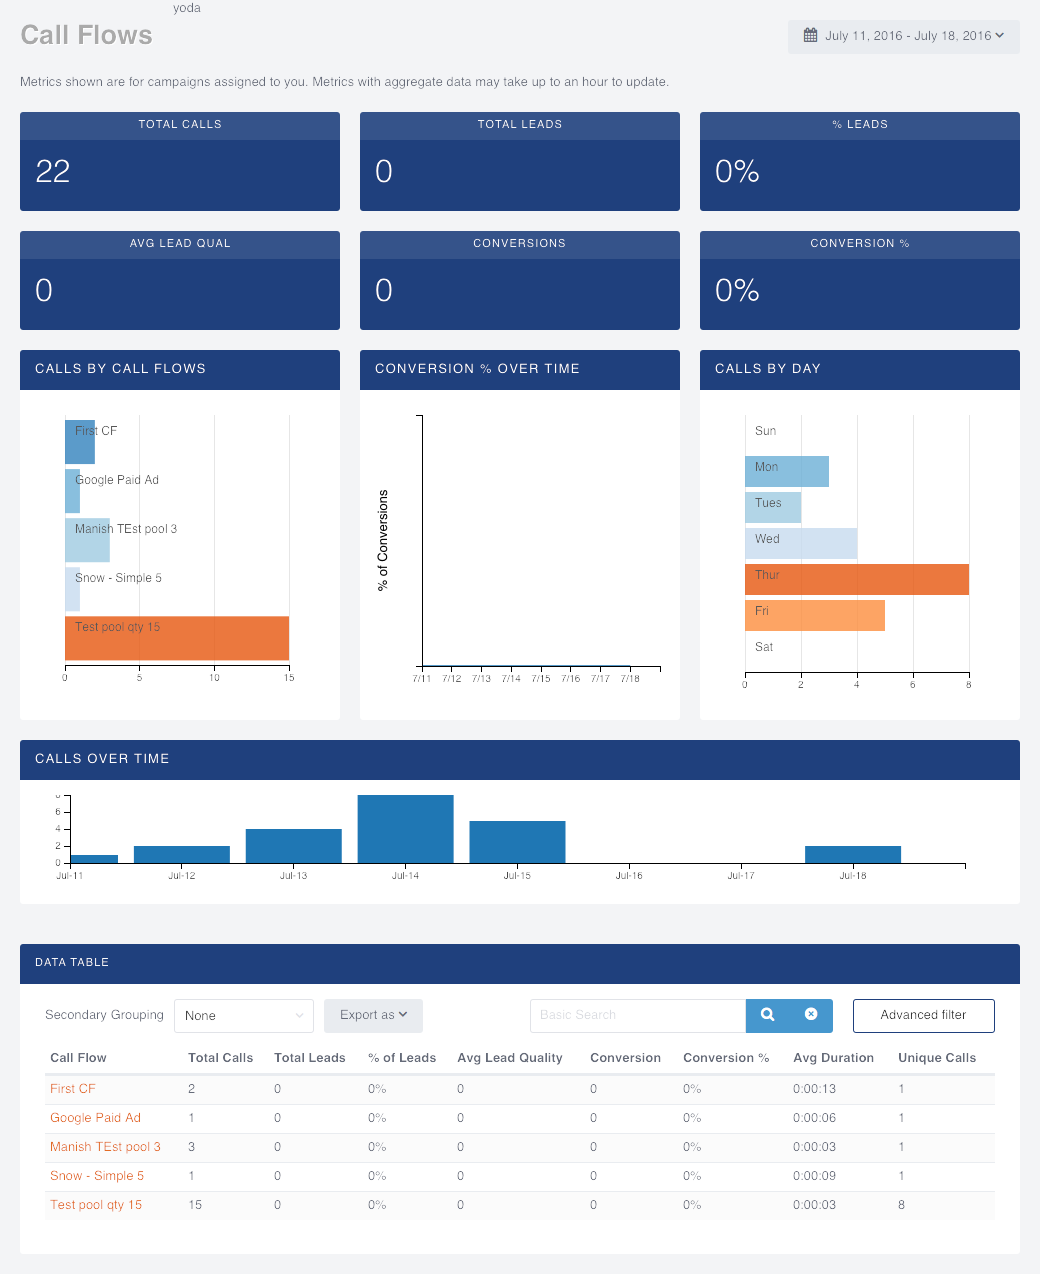 yoda
Call Flows
July 11, 2016 - July 18, 2016
Metrics shown are for campaigns assigned to you. Metrics with aggregate data may take up to an hour to update.
TOTAL CALLS
22
TOTAL LEADS
0
% LEADS
0%
AVG LEAD QUAL
0
CONVERSIONS
0
CONVERSION %
0%
CALLS BY CALL FLOWS
First CF
Google Paid Ad
Manish TEst pool 3
Snow - Simple 5
Test pool qty 15
0 5 10 15
CONVERSION % OVER TIME
% of Conversions
7/11 7/12 7/13 7/14 7/15 7/16 7/17 7/18
CALLS BY DAY
Sun
Mon
Tues
Wed
Thur
Fri
Sat
0 2 4 6 8
CALLS OVER TIME
8
6
4
2
0
Jul-11 Jul-12 Jul-13 Jul-14 Jul-15 Jul-16 Jul-17 Jul-18
DATA TABLE
Secondary Grouping None Export as Basic Search Advanced filter
Call Flow Total Calls Total Leads % of Leads Avg Lead Quality Conversion Conversion % Avg Duration Unique Calls
First CF 2 0 0% 0 0 0% 0:00:13 1
Google Paid Ad 1 0 0% 0 0 0% 0:00:06 1
Manish TEst pool 3 3 0 0% 0 0 0% 0:00:03 1
Snow - Simple 5 1 0 0% 0 0 0% 0:00:09 1
Test pool qty 15 15 0 0% 0 0 0% 0:00:03 8